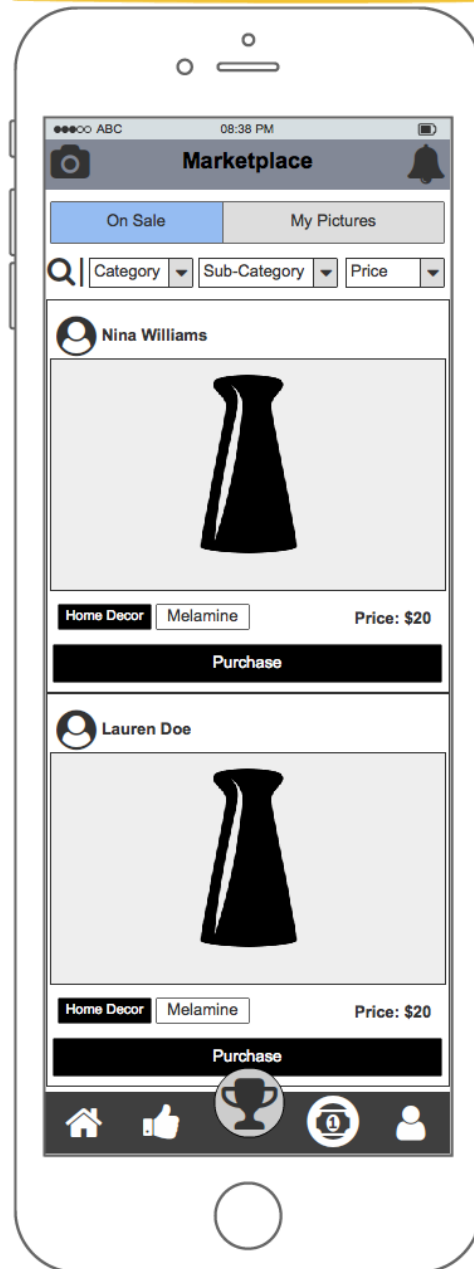 ABC 08:38 PM
Marketplace
On Sale My Pictures
Category Sub-Category Price
Nina Williams
Home Decor Melamine Price: $20
Purchase
Lauren Doe
Home Decor Melamine Price: $20
Purchase
1